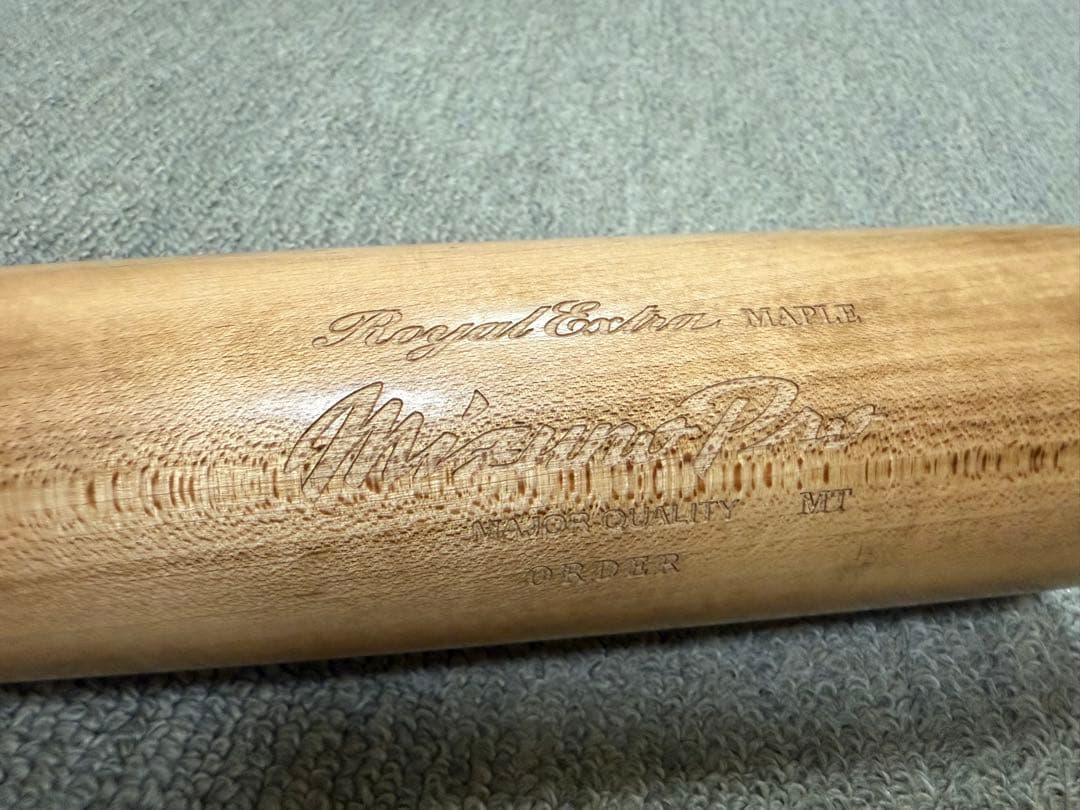 Royal Extra MAPLE
Mizuno Pro
MAJOR QUALITY MT
ORDER